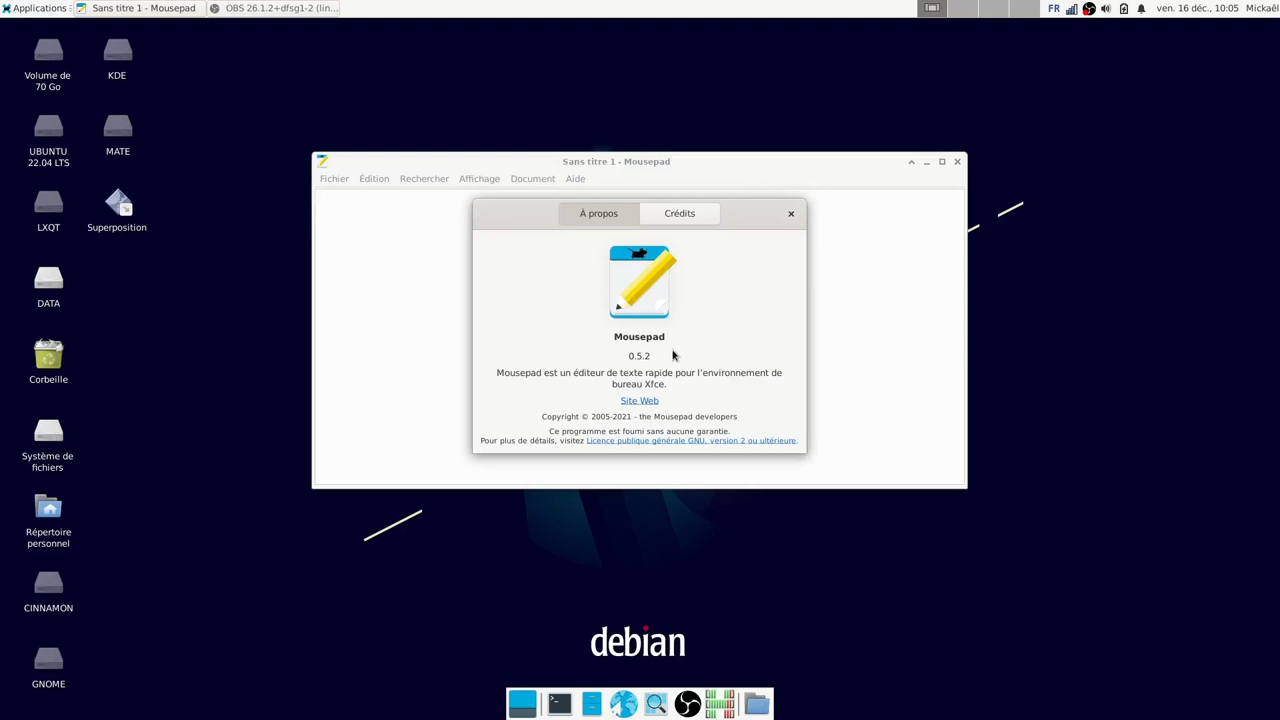 Applications
Sans titre 1 - Mousepad
OBS 26.1.2+dfsg1-2 (lin...
FR
ven. 16 déc., 10:05
Mickaël
Volume de
70 Go
KDE
UBUNTU
22.04 LTS
MATE
LXQT
Superposition
DATA
Corbeille
Système de
fichiers
Répertoire
personnel
CINNAMON
GNOME
Sans titre 1 - Mousepad
Fichier Édition Rechercher Affichage Document Aide
À propos
Crédits
Mousepad
0.5.2
Mousepad est un éditeur de texte rapide pour l’environnement de
bureau Xfce.
Site Web
Copyright © 2005-2021 - the Mousepad developers
Ce programme est fourni sans aucune garantie.
Pour plus de détails, visitez Licence publique générale GNU, version 2 ou ultérieure.
debian